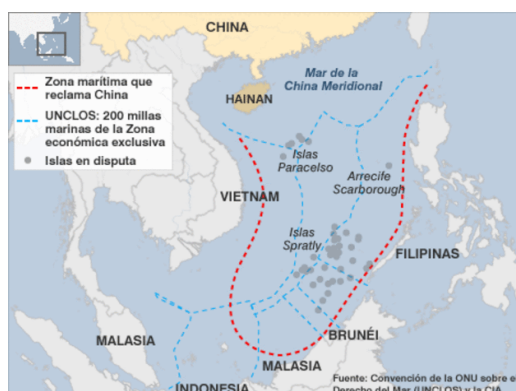 CHINA
Mar de la
China Meridional
Zona marítima que
reclama China
HAINAN
UNCLOS: 200 millas
marinas de la Zona
económica exclusiva
Islas en disputa
Islas
Paracelso
Arrecife
Scarborough
VIETNAM
Islas
Spratly
FILIPINAS
MALASIA
BRUNÉI
MALASIA
INDONESIA
Fuente: Convención de la ONU sobre e
Derecho del Mar (UNCLOS) y la CIA